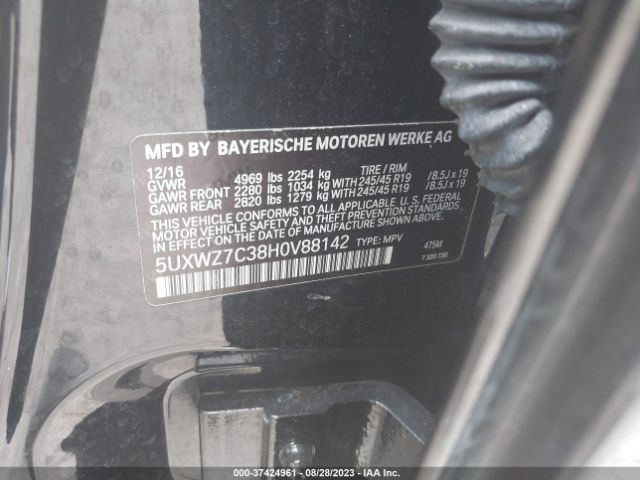 MFD BY BAYERISCHE MOTOREN WERKE AG
12/16 TIRE / RIM
GVWR 4969 lbs 2254 kg
GAWR FRONT 2280 lbs 1034 kg WITH 245/45 R19 / 8.5J x 19
GAWR REAR 2820 lbs 1279 kg WITH 245/45 R19 / 8.5J x 19
THIS VEHICLE CONFORMS TO ALL APPLICABLE U.S. FEDERAL
MOTOR VEHICLE SAFETY AND THEFT PREVENTION STANDARDS
IN EFFECT ON THE DATE OF MANUFACTURE SHOWN ABOVE.
5UXWZ7C38H0V88142 TYPE: MPV 475M
7 320 730
000-37424961 - 08/28/2023 - IAA Inc.